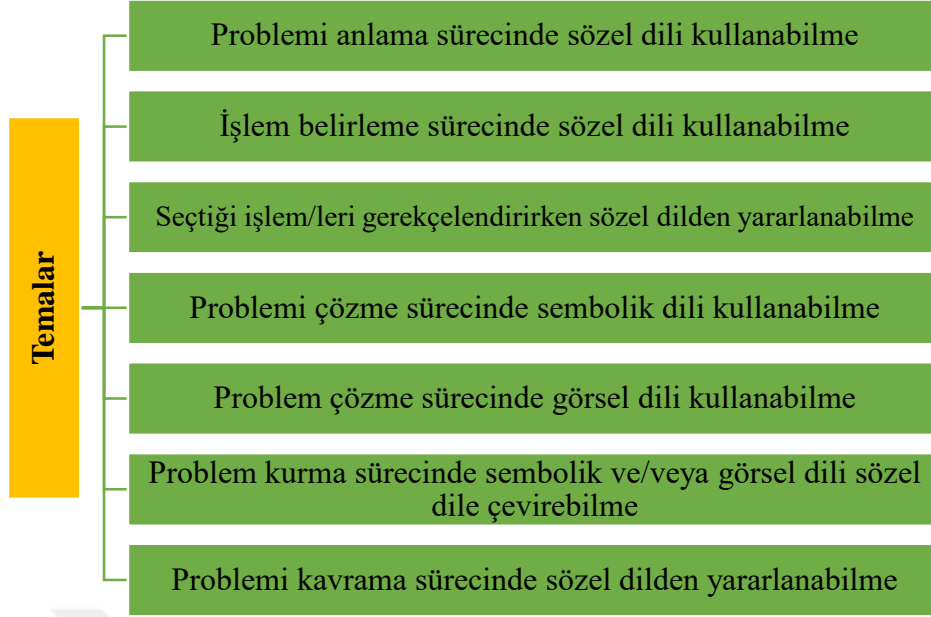 Temalar
Problemi anlama sürecinde sözel dili kullanabilme
İşlem belirleme sürecinde sözel dili kullanabilme
Seçtiği işlem/leri gerekçelendirirken sözel dilden yararlanabilme
Problemi çözme sürecinde sembolik dili kullanabilme
Problem çözme sürecinde görsel dili kullanabilme
Problem kurma sürecinde sembolik ve/veya görsel dili sözel
dile çevirebilme
Problemi kavrama sürecinde sözel dilden yararlanabilme